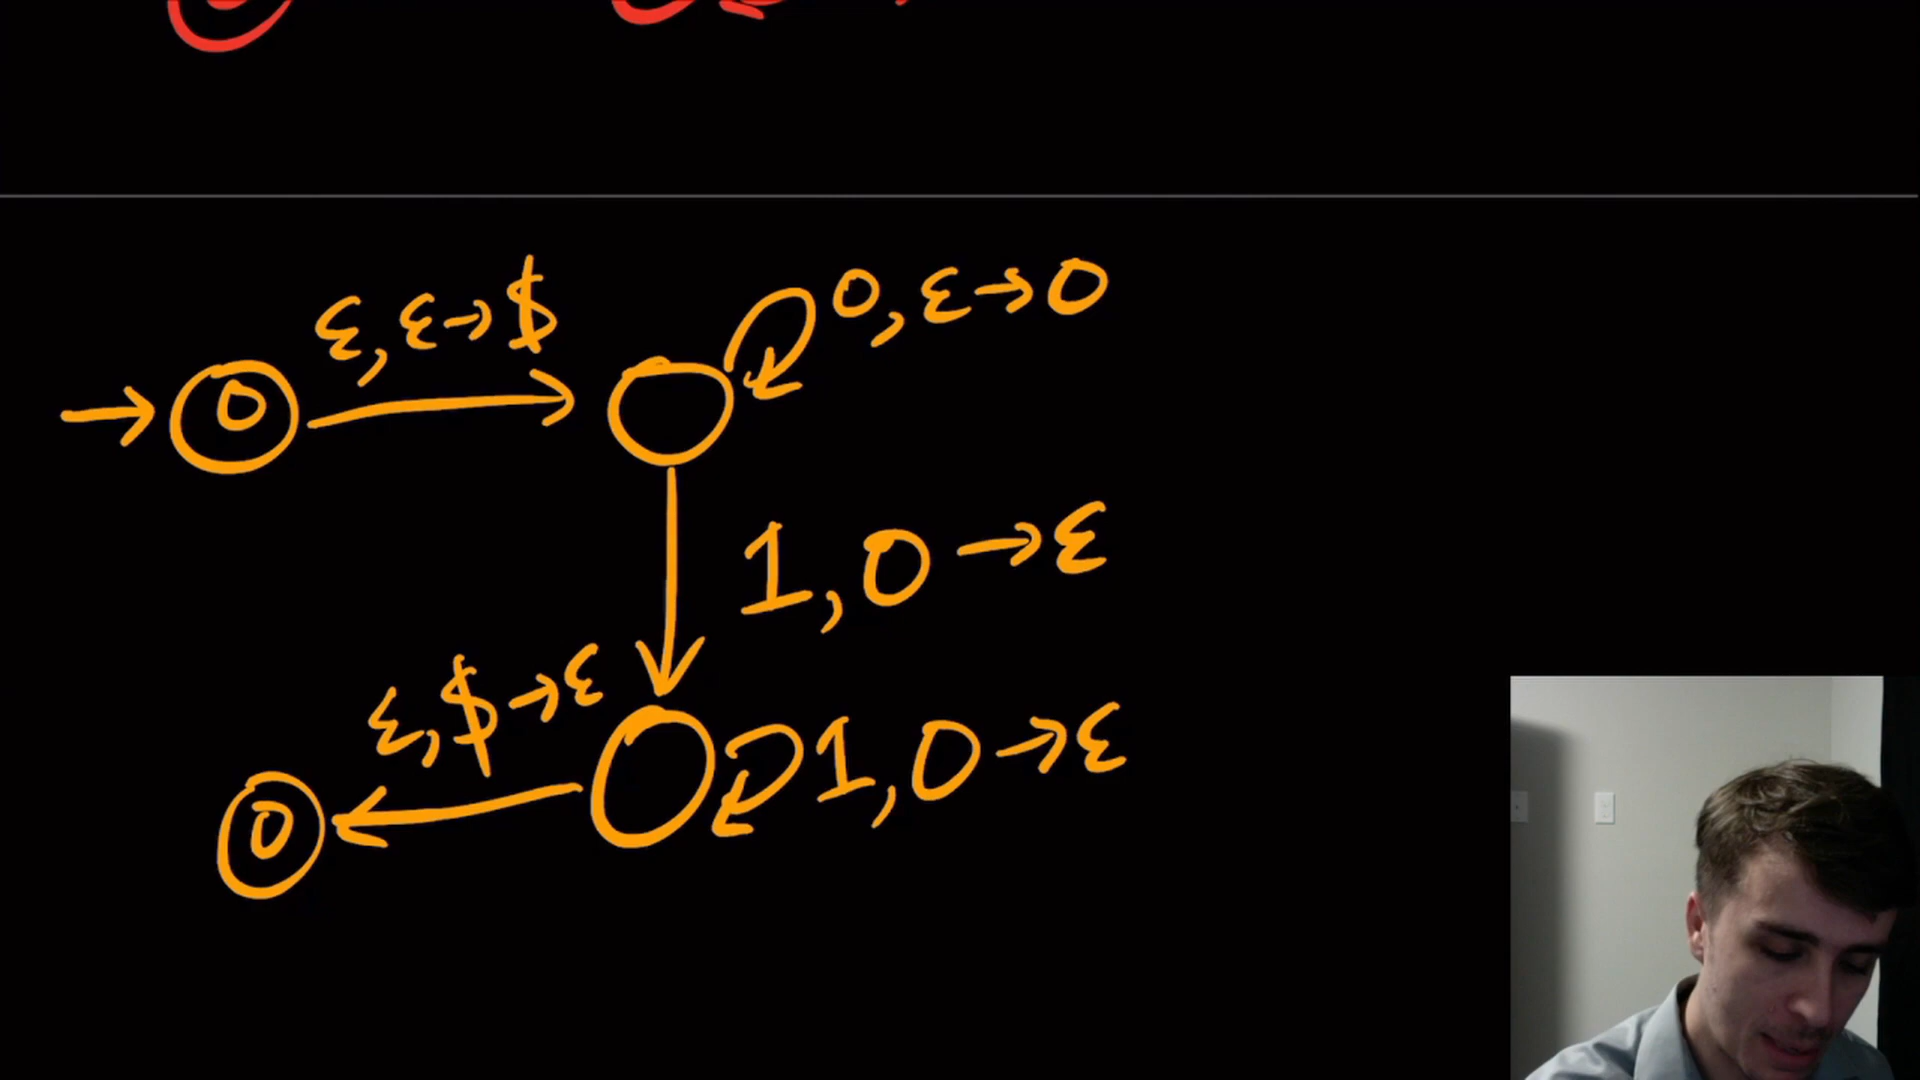 ε, ε→$
0, ε→0
1, 0→ε
ε, $→ε
1, 0→ε